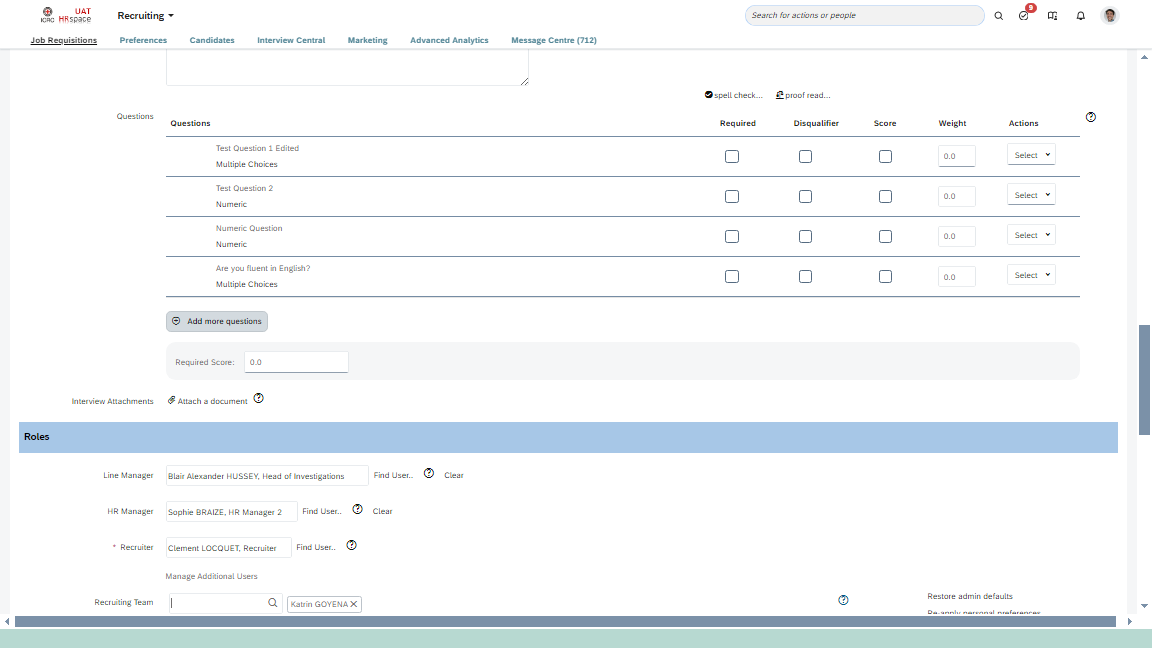 ICRC UAT HRspace
Recruiting
Search for actions or people
9
Job Requisitions Preferences Candidates Interview Central Marketing Advanced Analytics Message Centre (712)
spell check... proof read...
Questions
Questions Required Disqualifier Score Weight Actions
Test Question 1 Edited
Multiple Choices
0.0 Select
Test Question 2
Numeric
0.0 Select
Numeric Question
Numeric
0.0 Select
Are you fluent in English?
Multiple Choices
0.0 Select
Add more questions
Required Score: 0.0
Interview Attachments Attach a document
Roles
Line Manager Blair Alexander HUSSEY, Head of Investigations Find User.. Clear
HR Manager Sophie BRAIZE, HR Manager 2 Find User.. Clear
* Recruiter Clement LOCQUET, Recruiter Find User..
Manage Additional Users
Recruiting Team Katrin GOYENA
Restore admin defaults
Re-apply personal preferences